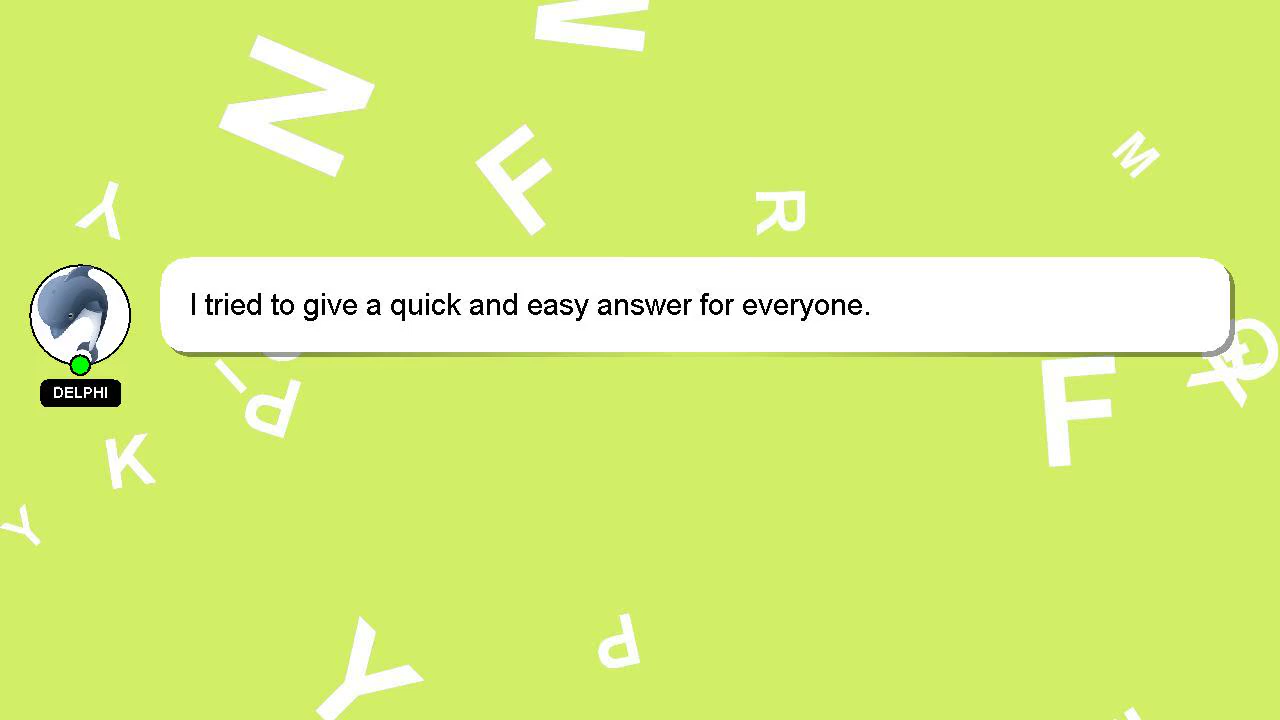 N
N
F
M
Y
R
I tried to give a quick and easy answer for everyone.
DELPHI
I
P
F
X
K
Y
Y
P